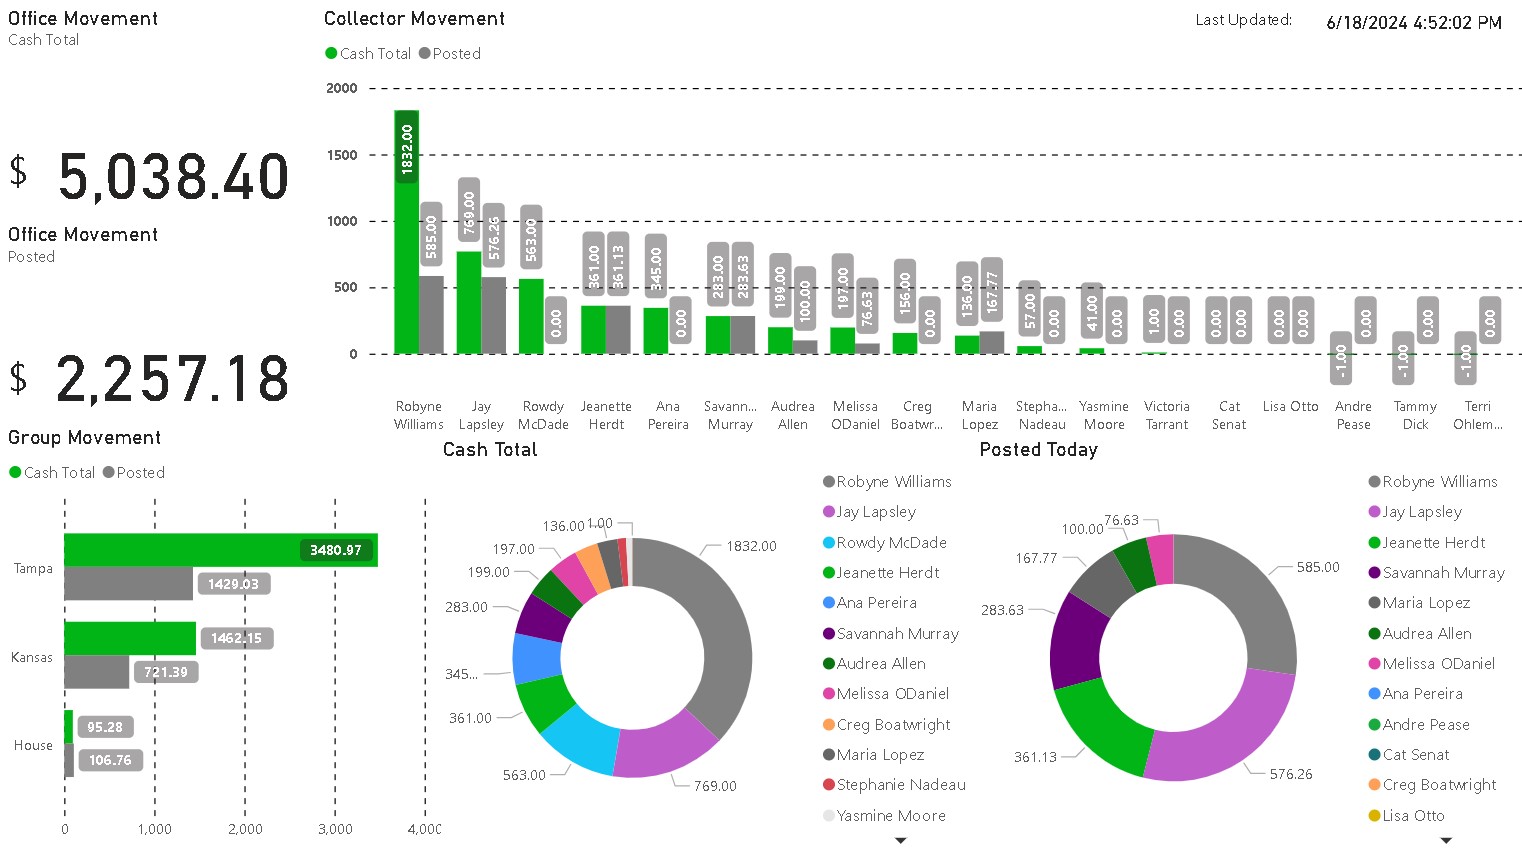 Office Movement
Cash Total
$ 5,038.40
Office Movement
Posted
$ 2,257.18
Collector Movement
Cash Total Posted
Last Updated: 6/18/2024 4:52:02 PM
2000
1500
1000
500
0
1832.00
585.00
769.00
576.26
563.00
0.00
361.00
361.13
345.00
0.00
283.00
283.63
199.00
100.00
197.00
76.63
156.00
0.00
136.00
167.77
57.00
0.00
41.00
0.00
1.00
0.00
0.00
0.00
0.00
0.00
-1.00
0.00
-1.00
0.00
-1.00
0.00
Robyne Williams
Jay Lapsley
Rowdy McDade
Jeanette Herdt
Ana Pereira
Savann... Murray
Audrea Allen
Melissa ODaniel
Creg Boatwr...
Maria Lopez
Stepha... Nadeau
Yasmine Moore
Victoria Tarrant
Cat Senat
Lisa Otto
Andre Pease
Tammy Dick
Terri Ohlem...
Group Movement
Cash Total Posted
Tampa
3480.97
1429.03
Kansas
1462.15
721.39
House
95.28
106.76
0 1,000 2,000 3,000 4,000
Cash Total
1832.00
769.00
563.00
361.00
345...
283.00
199.00
197.00
136.00
1.00
Robyne Williams
Jay Lapsley
Rowdy McDade
Jeanette Herdt
Ana Pereira
Savannah Murray
Audrea Allen
Melissa ODaniel
Creg Boatwright
Maria Lopez
Stephanie Nadeau
Yasmine Moore
Posted Today
585.00
576.26
361.13
283.63
167.77
100.00
76.63
Robyne Williams
Jay Lapsley
Jeanette Herdt
Savannah Murray
Maria Lopez
Audrea Allen
Melissa ODaniel
Ana Pereira
Andre Pease
Cat Senat
Creg Boatwright
Lisa Otto